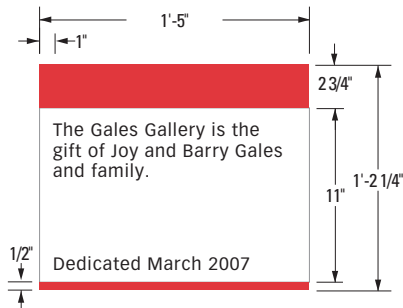 1'-5"
1"
2 3/4"
The Gales Gallery is the
gift of Joy and Barry Gales
and family.
11"
1'-2 1/4"
1/2"
Dedicated March 2007